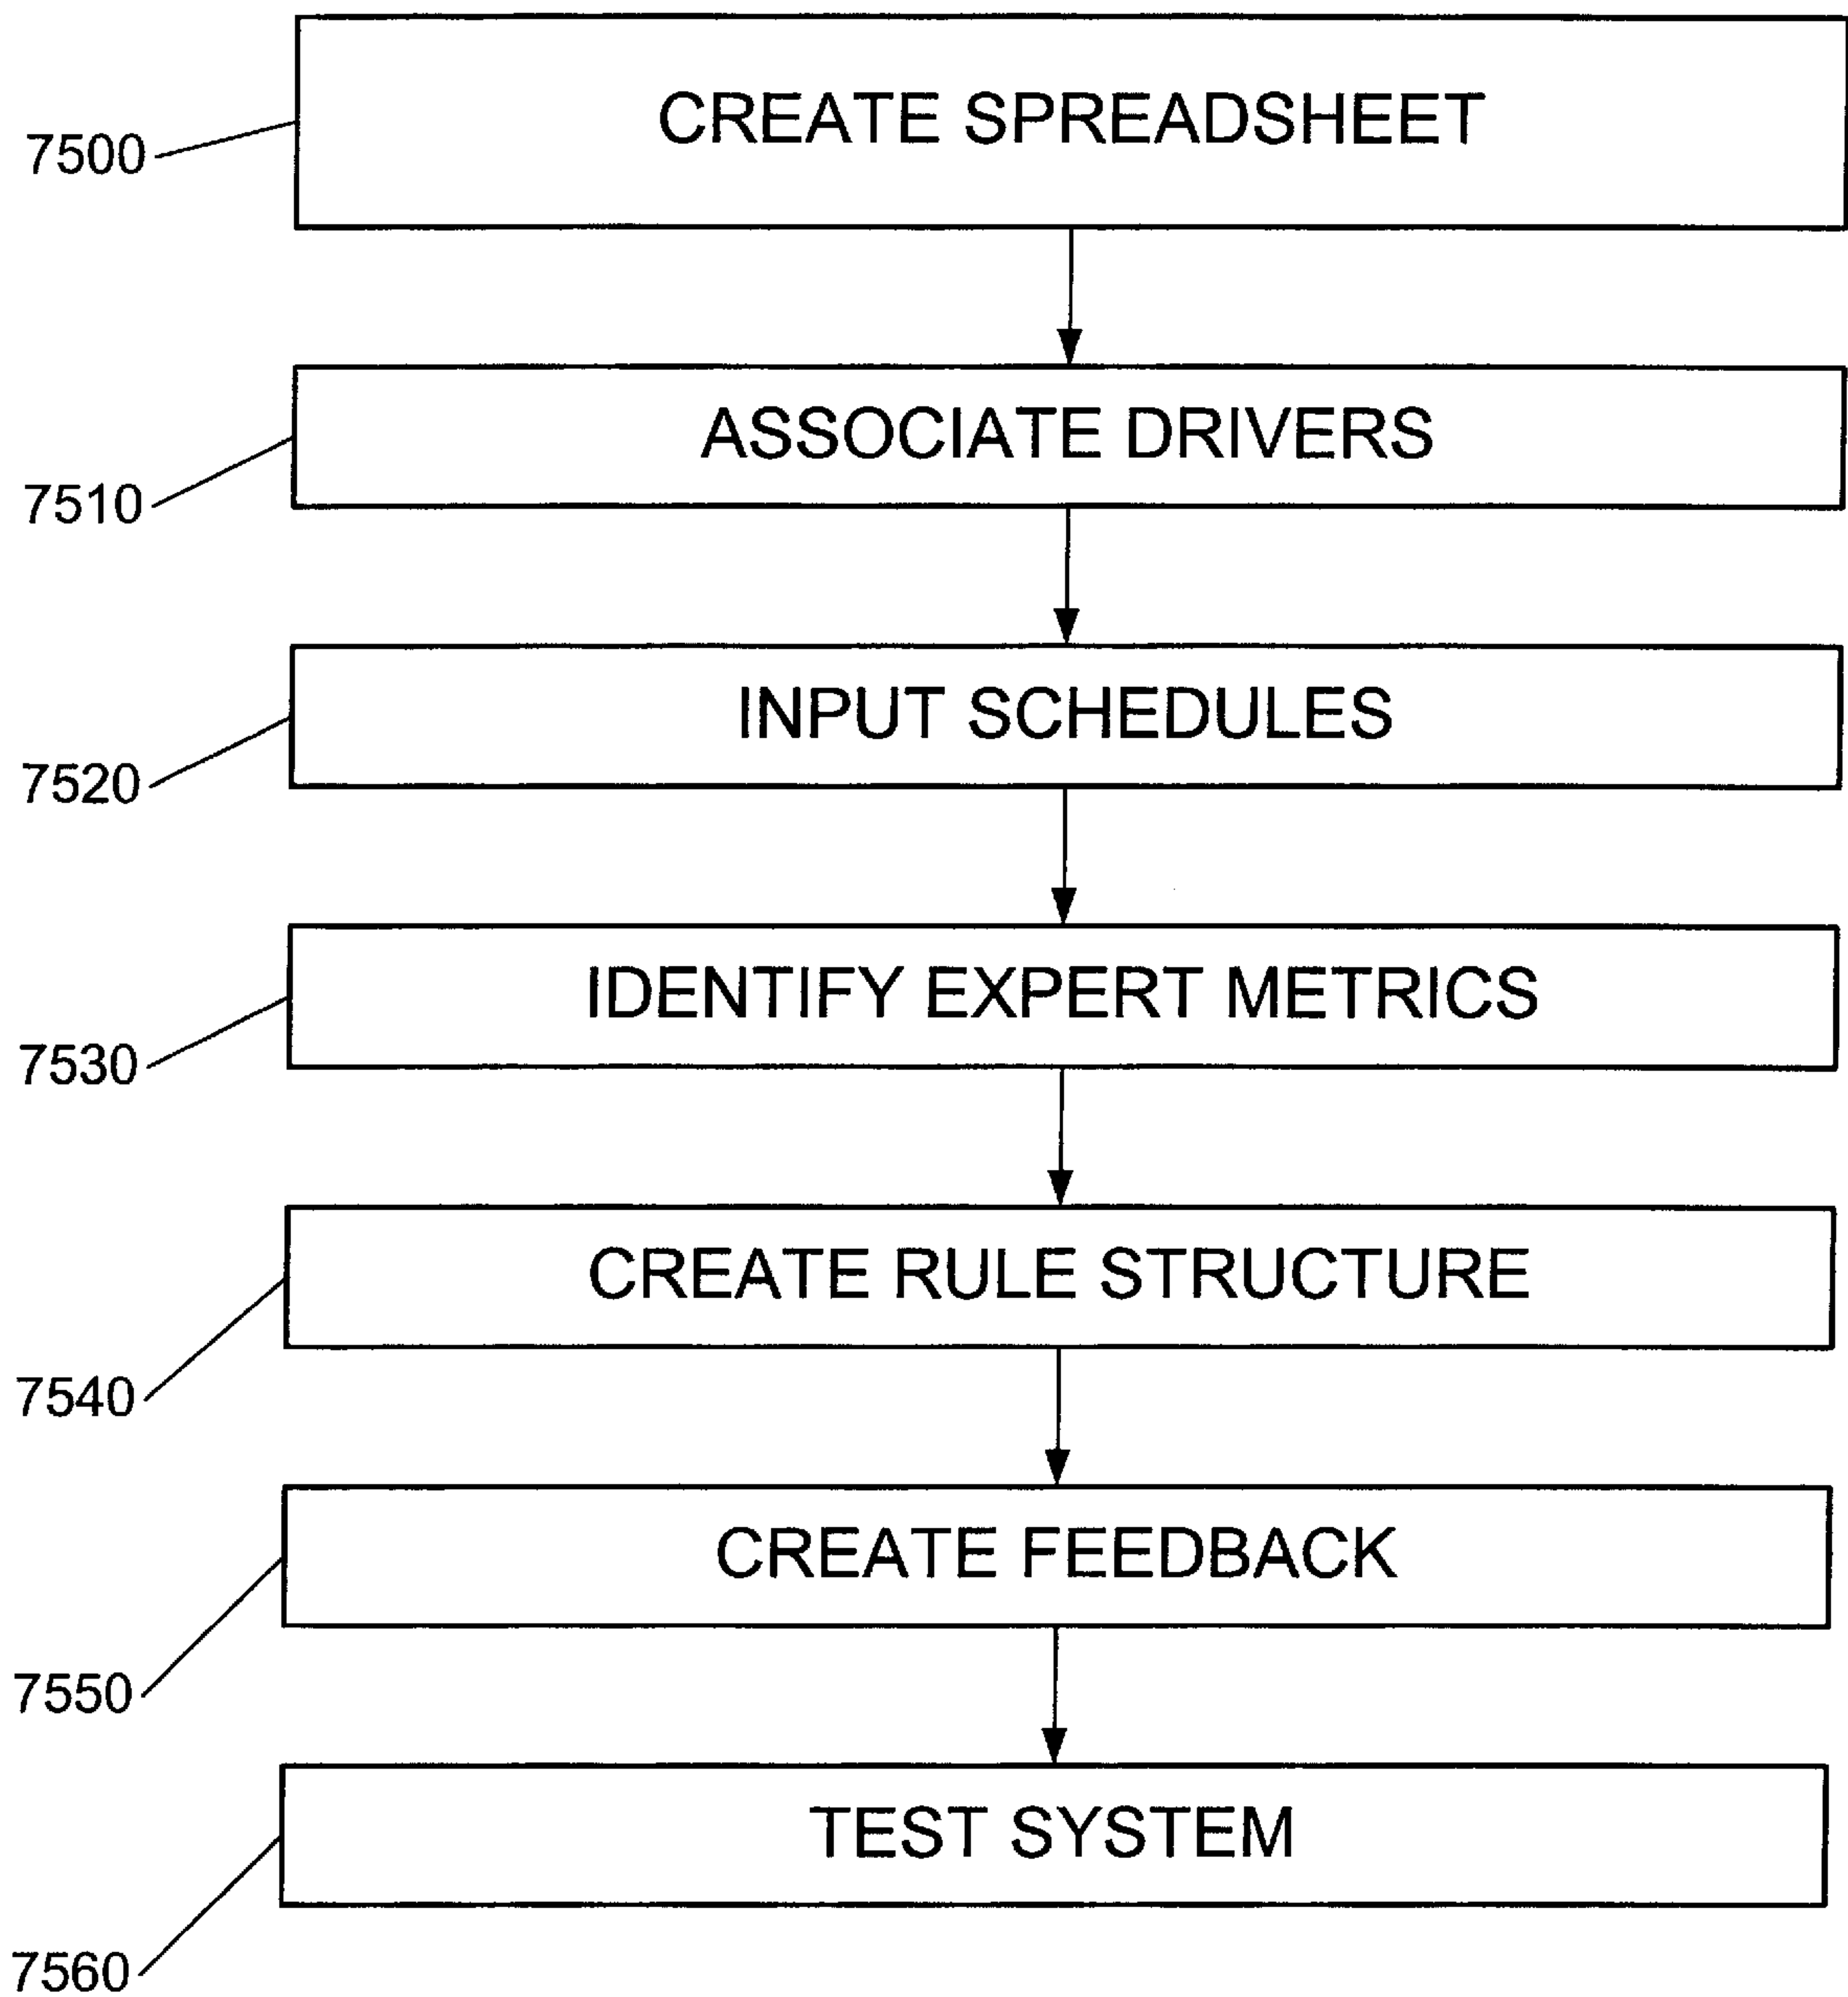 CREATE SPREADSHEET
7500
ASSOCIATE DRIVERS
7510
INPUT SCHEDULES
7520
IDENTIFY EXPERT METRICS
7530
CREATE RULE STRUCTURE
7540
CREATE FEEDBACK
7550
TEST SYSTEM
7560